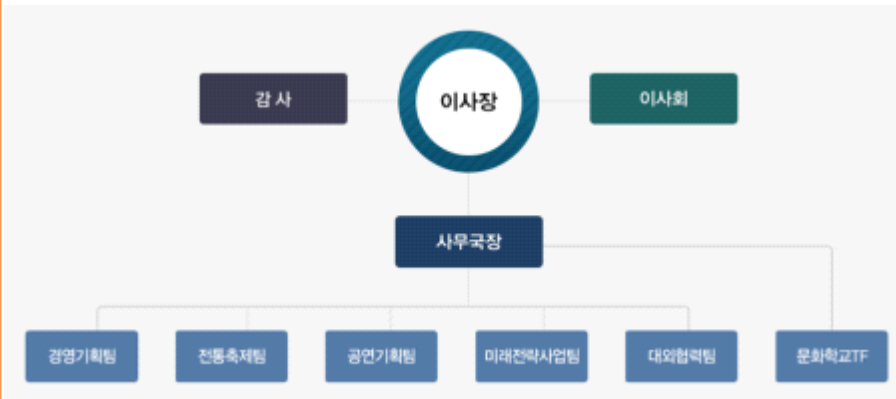 감 사
이사장
이사회
사무국장
경영기획팀
전통축제팀
공연기획팀
미래전략사업팀
대외협력팀
문화학교TF